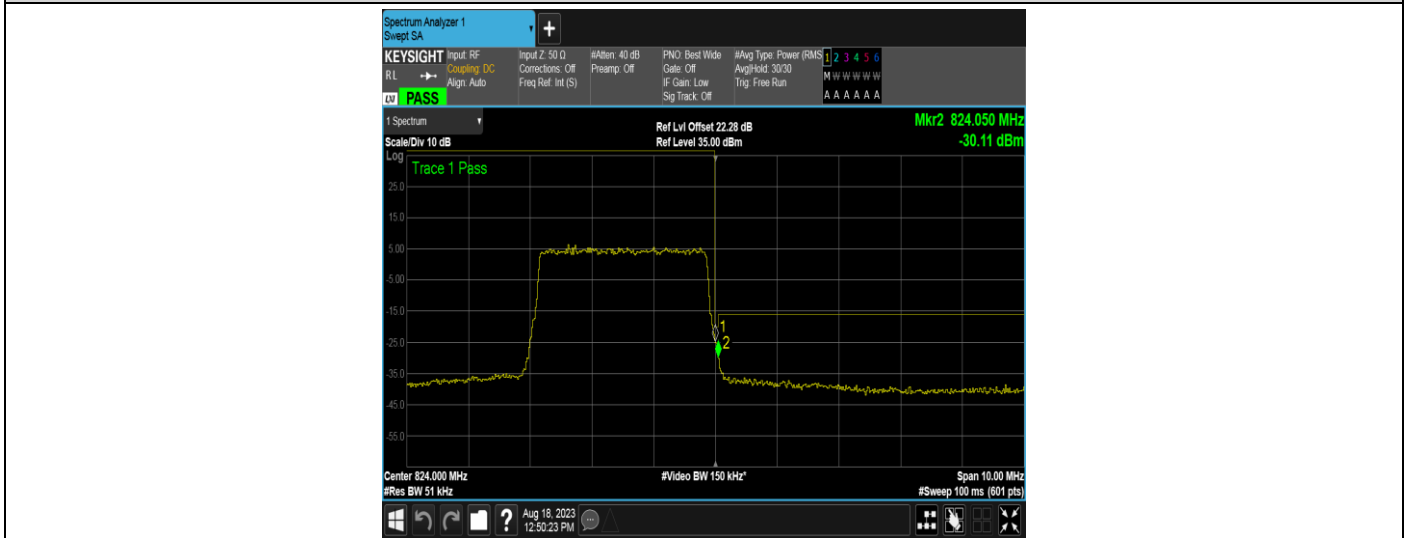 Spectrum Analyzer 1
Swept SA
+
KEYSIGHT
RL
Input: RF
Coupling: DC
Align: Auto
Input Z: 50 Ω
Corrections: Off
Freq Ref: Int (S)
#Atten: 40 dB
Preamp: Off
PNO: Best Wide
Gate: Off
IF Gain: Low
Sig Track: Off
#Avg Type: Power (RMS
Avg|Hold: 30/30
Trig: Free Run
1 2 3 4 5 6
M W W W W W
A A A A A A
LXI PASS
1 Spectrum
Scale/Div 10 dB
Ref Lvl Offset 22.28 dB
Ref Level 35.00 dBm
Mkr2 824.050 MHz
-30.11 dBm
Log
Trace 1 Pass
25.0
15.0
5.00
-5.00
-15.0
-25.0
-35.0
-45.0
-55.0
1
2
Center 824.000 MHz
#Res BW 51 kHz
#Video BW 150 kHz*
Span 10.00 MHz
#Sweep 100 ms (601 pts)
?
Aug 18, 2023
12:50:23 PM